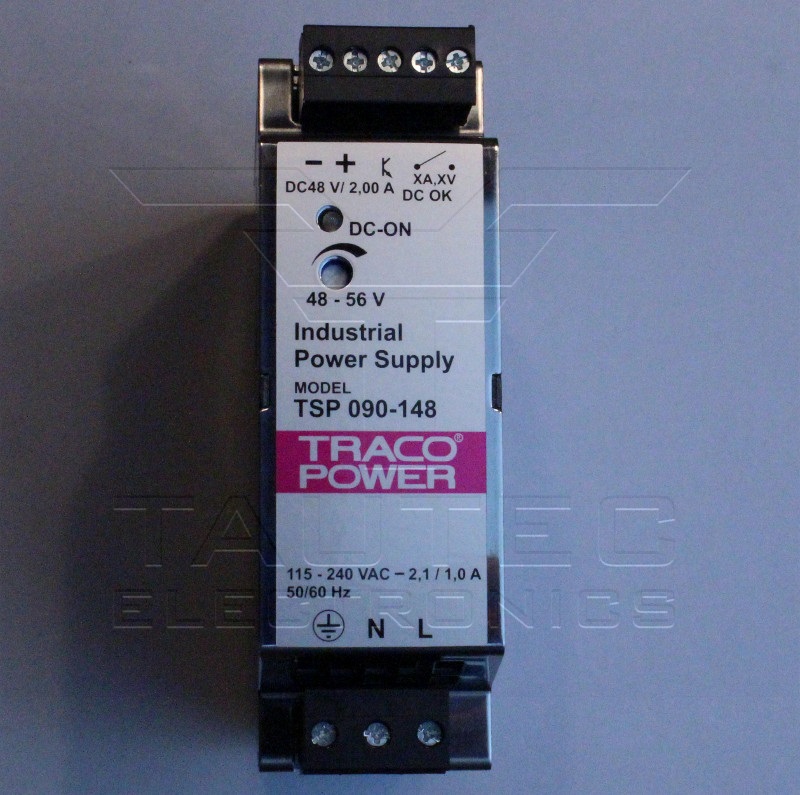 − +
DC48 V/ 2,00 A
XA,XV
DC OK
DC-ON
48 - 56 V
Industrial
Power Supply
MODEL
TSP 090-148
TRACO®
POWER
TAUTEC
115 - 240 VAC – 2,1 / 1,0 A
50/60 Hz
ELECTRONICS
N L